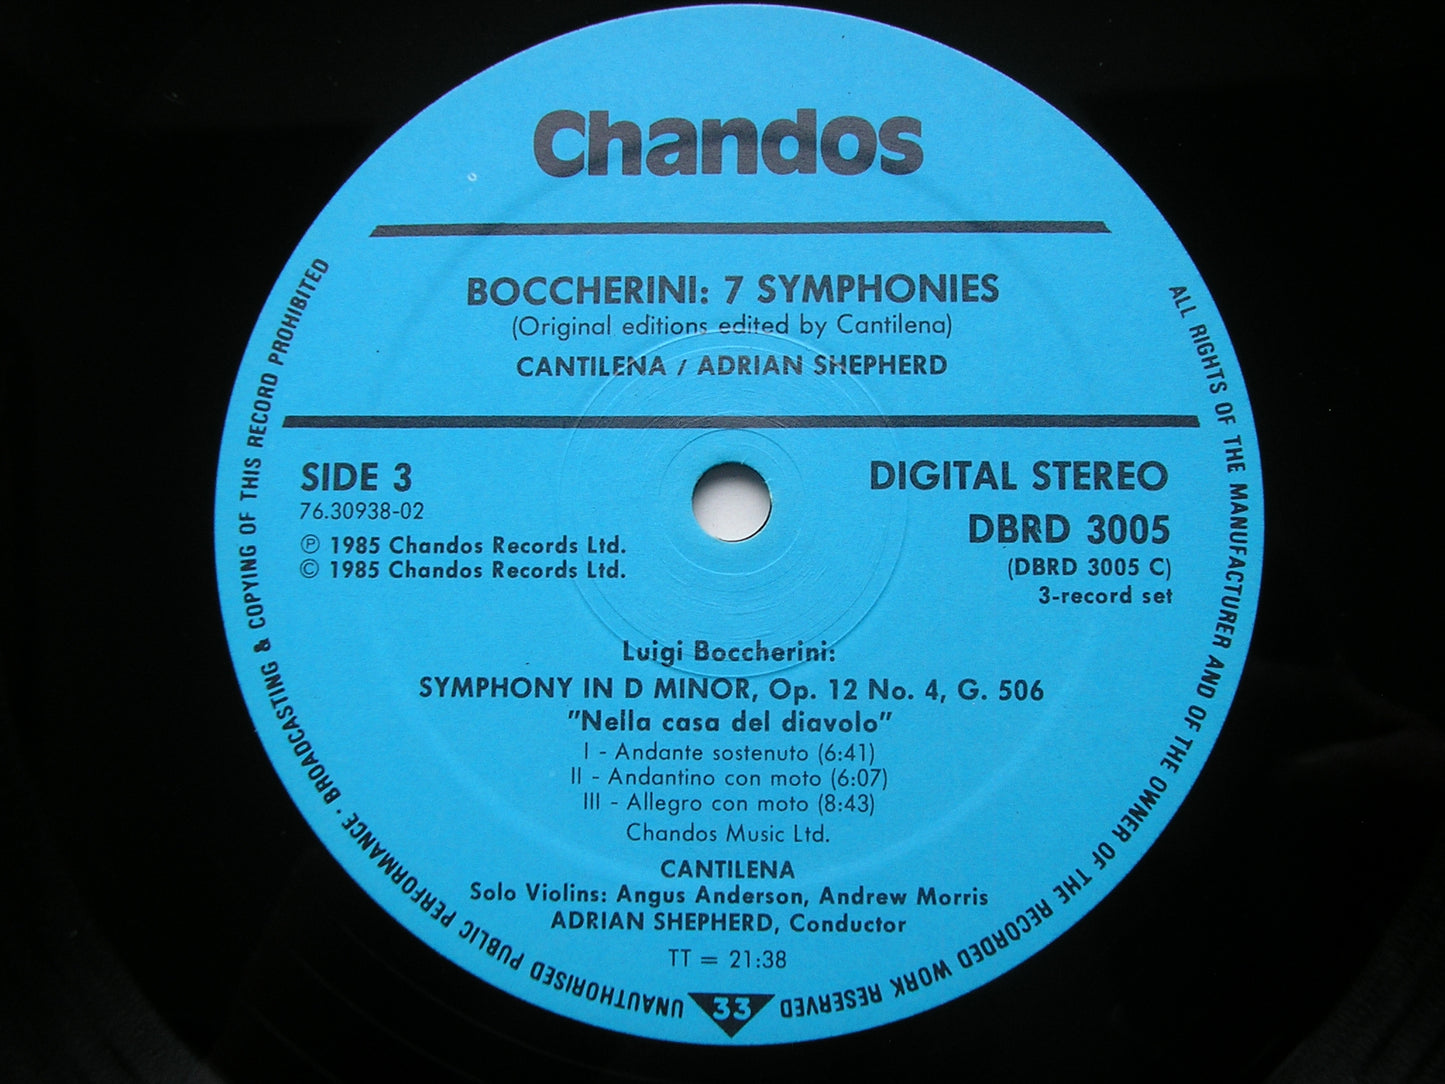 Chandos
BOCCHERINI: 7 SYMPHONIES
(Original editions edited by Cantilena)
CANTILENA / ADRIAN SHEPHERD
SIDE 3
76.30938-02
Ⓟ 1985 Chandos Records Ltd.
© 1985 Chandos Records Ltd.
DIGITAL STEREO
DBRD 3005
(DBRD 3005 C)
3-record set
Luigi Boccherini:
SYMPHONY IN D MINOR, Op. 12 No. 4, G. 506
"Nella casa del diavolo"
I - Andante sostenuto (6:41)
II - Andantino con moto (6:07)
III - Allegro con moto (8:43)
Chandos Music Ltd.
CANTILENA
Solo Violins: Angus Anderson, Andrew Morris
ADRIAN SHEPHERD, Conductor
TT = 21:38
33
ALL RIGHTS OF THE MANUFACTURER AND OF THE OWNER OF THE RECORDED WORK RESERVED
UNAUTHORISED PUBLIC PERFORMANCE · BROADCASTING & COPYING OF THIS RECORD PROHIBITED